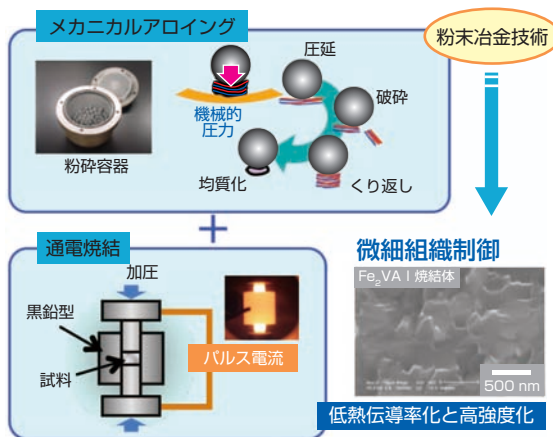 メカニカルアロイング
粉末冶金技術
圧延
破砕
機械的
圧力
粉砕容器
均質化
くり返し
+
通電焼結
加圧
黒鉛型
試料
パルス電流
微細組織制御
Fe₂VAl焼結体
500 nm
低熱伝導率化と高強度化